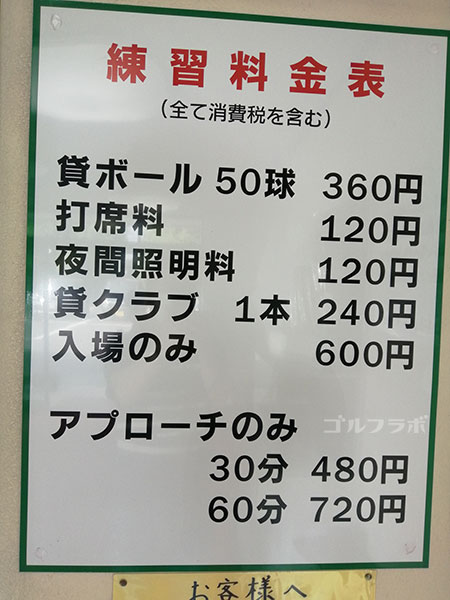 練習料金表
(全て消費税を含む)
貸ボール 50球 360円
打席料 120円
夜間照明料 120円
貸クラブ 1本 240円
入場のみ 600円
アプローチのみ
ゴルフラボ
30分 480円
60分 720円
お客様へ